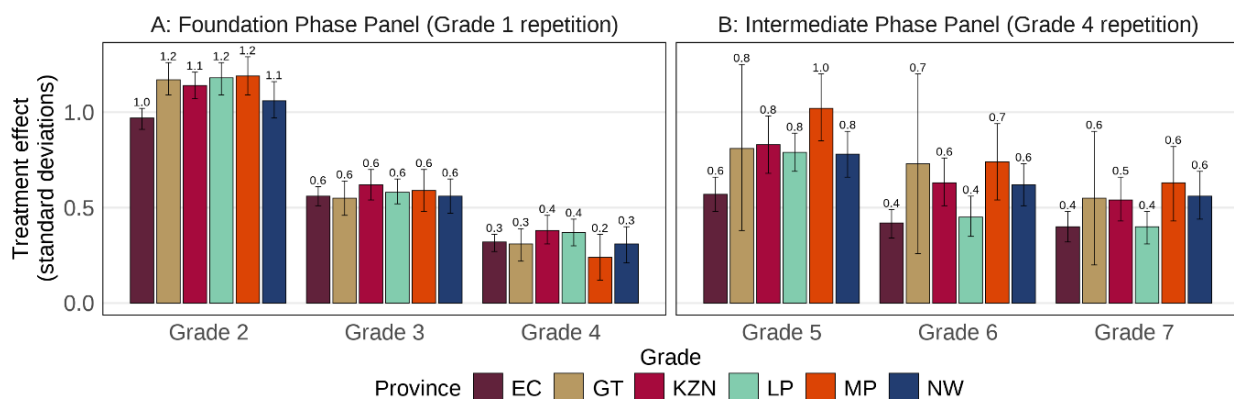 A: Foundation Phase Panel (Grade 1 repetition)
B: Intermediate Phase Panel (Grade 4 repetition)
Treatment effect
(standard deviations)
1.0
0.5
0.0
1.0 1.2 1.1 1.2 1.2 1.1
0.6 0.6 0.6 0.6 0.6 0.6
0.3 0.3 0.4 0.4 0.2 0.3
0.6 0.8 0.8 0.8 1.0 0.8
0.4 0.7 0.6 0.4 0.7 0.6
0.4 0.6 0.5 0.4 0.6 0.6
Grade 2 Grade 3 Grade 4 Grade 5 Grade 6 Grade 7
Grade
Province EC GT KZN LP MP NW